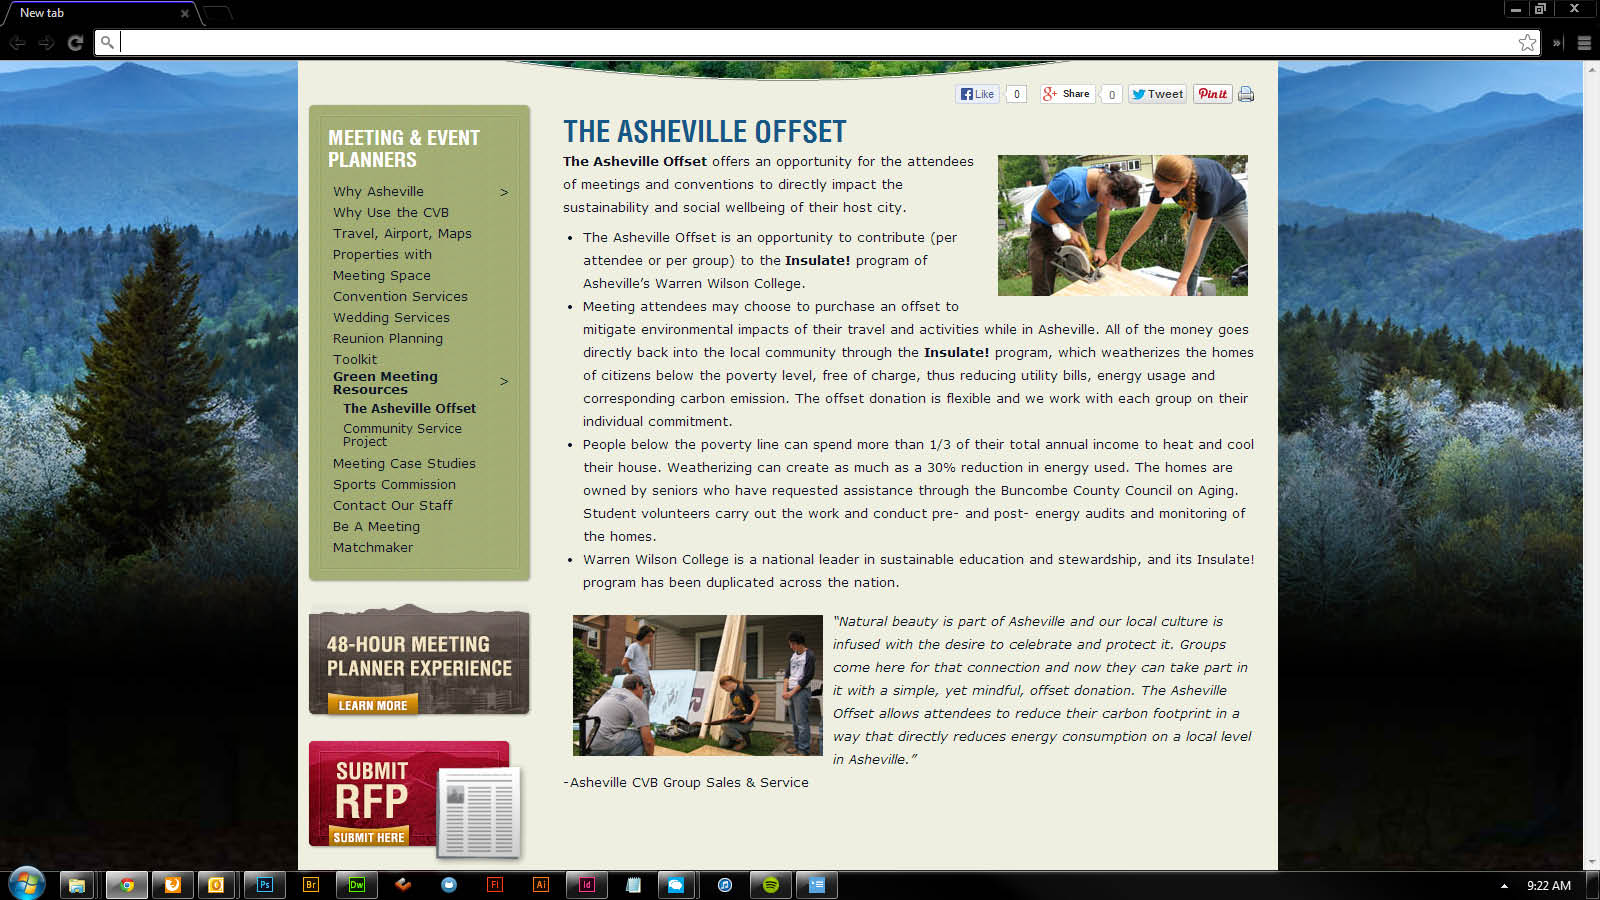 New tab
Like
0
Share
0
Tweet
Pin it
MEETING & EVENT
PLANNERS
Why Asheville >
Why Use the CVB
Travel, Airport, Maps
Properties with
Meeting Space
Convention Services
Wedding Services
Reunion Planning
Toolkit
Green Meeting
Resources >
The Asheville Offset
Community Service
Project
Meeting Case Studies
Sports Commission
Contact Our Staff
Be A Meeting
Matchmaker
48-HOUR MEETING
PLANNER EXPERIENCE
LEARN MORE
SUBMIT
RFP
SUBMIT HERE
THE ASHEVILLE OFFSET
The Asheville Offset offers an opportunity for the attendees
of meetings and conventions to directly impact the
sustainability and social wellbeing of their host city.
• The Asheville Offset is an opportunity to contribute (per
attendee or per group) to the Insulate! program of
Asheville’s Warren Wilson College.
• Meeting attendees may choose to purchase an offset to
mitigate environmental impacts of their travel and activities while in Asheville. All of the money goes
directly back into the local community through the Insulate! program, which weatherizes the homes
of citizens below the poverty level, free of charge, thus reducing utility bills, energy usage and
corresponding carbon emission. The offset donation is flexible and we work with each group on their
individual commitment.
• People below the poverty line can spend more than 1/3 of their total annual income to heat and cool
their house. Weatherizing can create as much as a 30% reduction in energy used. The homes are
owned by seniors who have requested assistance through the Buncombe County Council on Aging.
Student volunteers carry out the work and conduct pre- and post- energy audits and monitoring of
the homes.
• Warren Wilson College is a national leader in sustainable education and stewardship, and its Insulate!
program has been duplicated across the nation.
“Natural beauty is part of Asheville and our local culture is
infused with the desire to celebrate and protect it. Groups
come here for that connection and now they can take part in
it with a simple, yet mindful, offset donation. The Asheville
Offset allows attendees to reduce their carbon footprint in a
way that directly reduces energy consumption on a local level
in Asheville.”
-Asheville CVB Group Sales & Service
Ps
Br
Dw
Fl
Ai
Id
9:22 AM